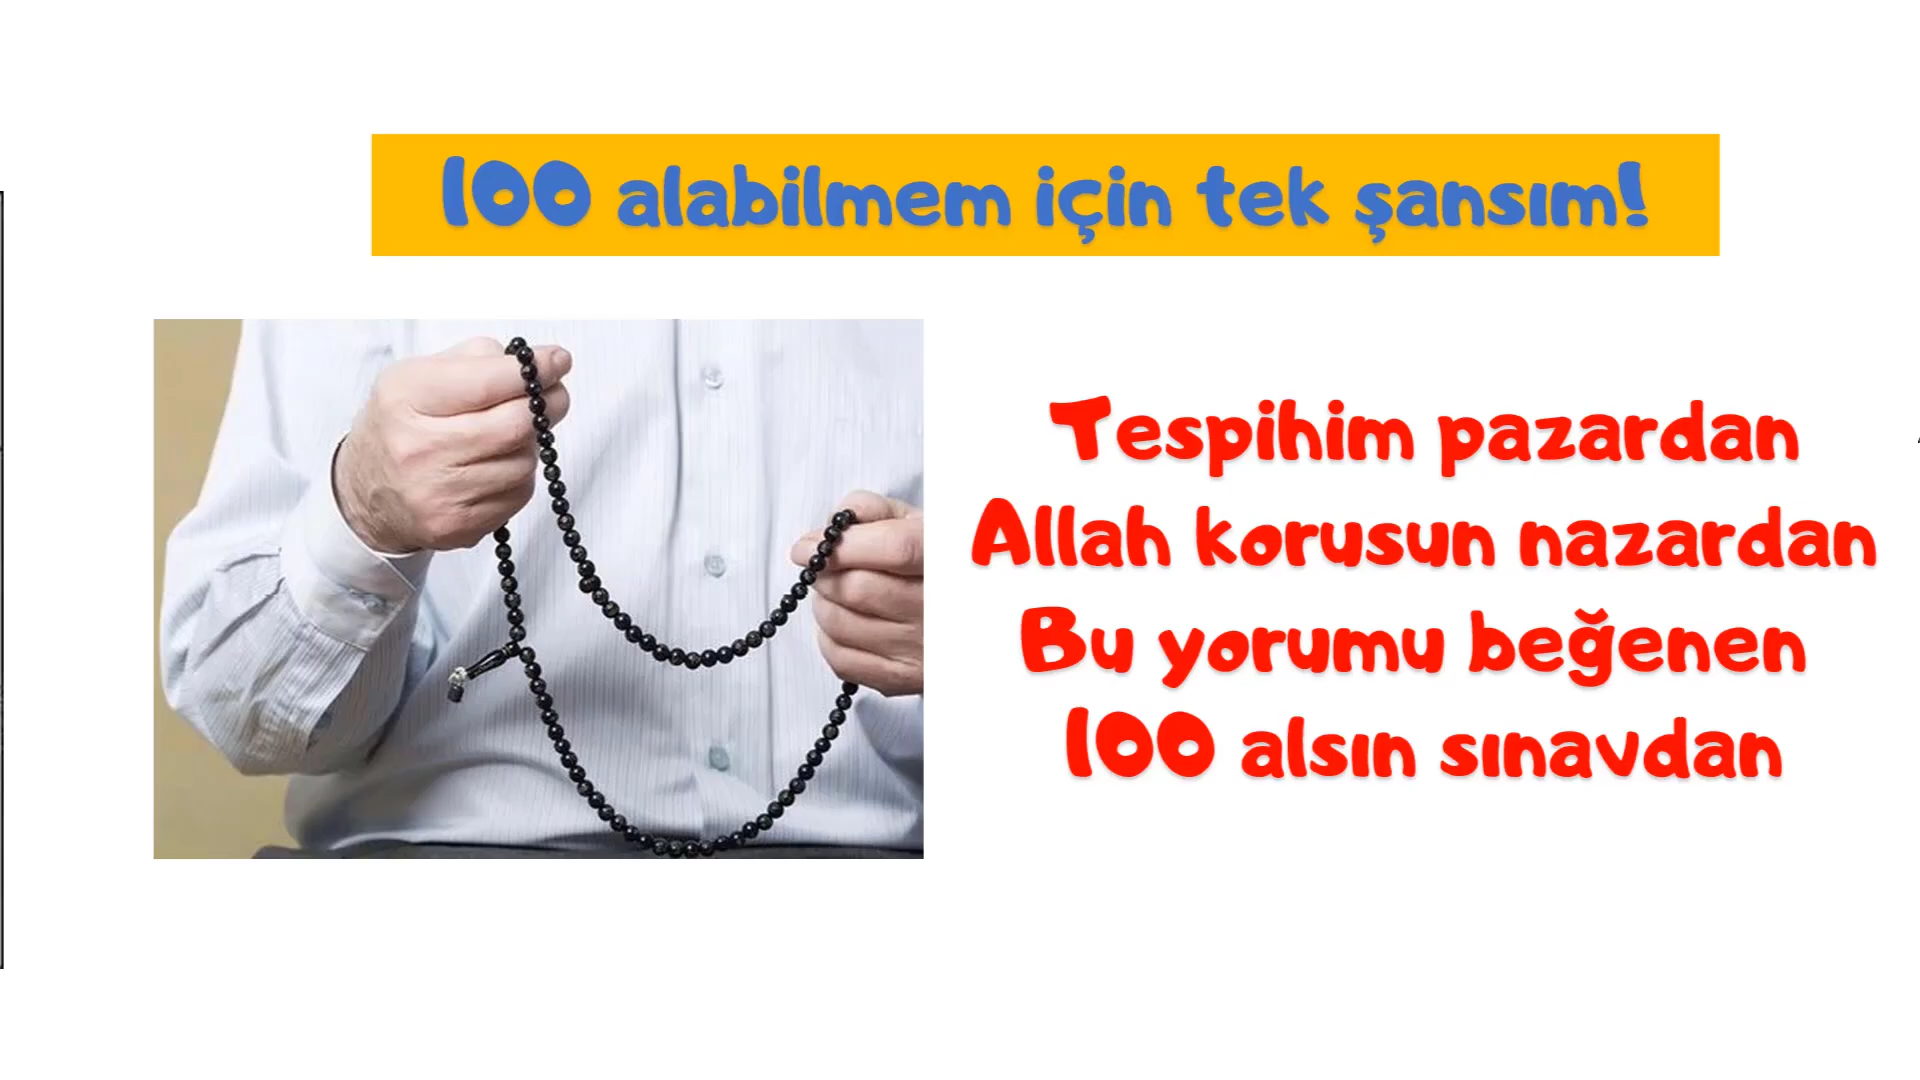 100 alabilmem için tek şansım!
Tespihim pazardan
Allah korusun nazardan
Bu yorumu beğenen
100 alsın sınavdan